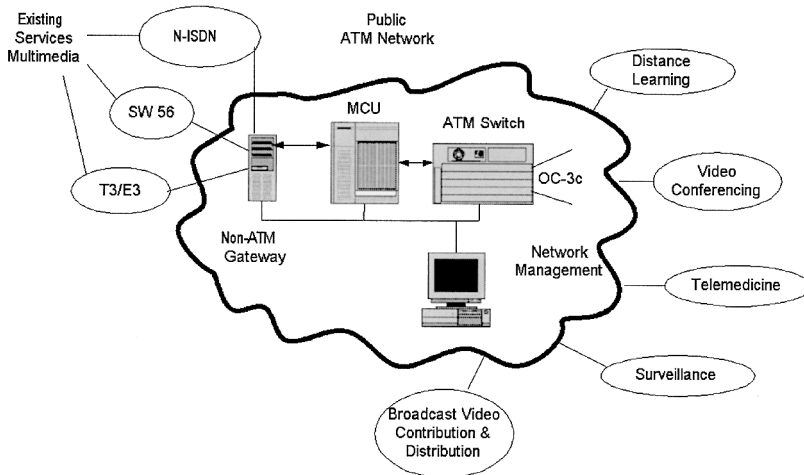 Existing
Services
Multimedia
N-ISDN
SW 56
T3/E3
Public
ATM Network
MCU
ATM Switch
OC-3c
Non-ATM
Gateway
Network
Management
Distance
Learning
Video
Conferencing
Telemedicine
Surveillance
Broadcast Video
Contribution &
Distribution